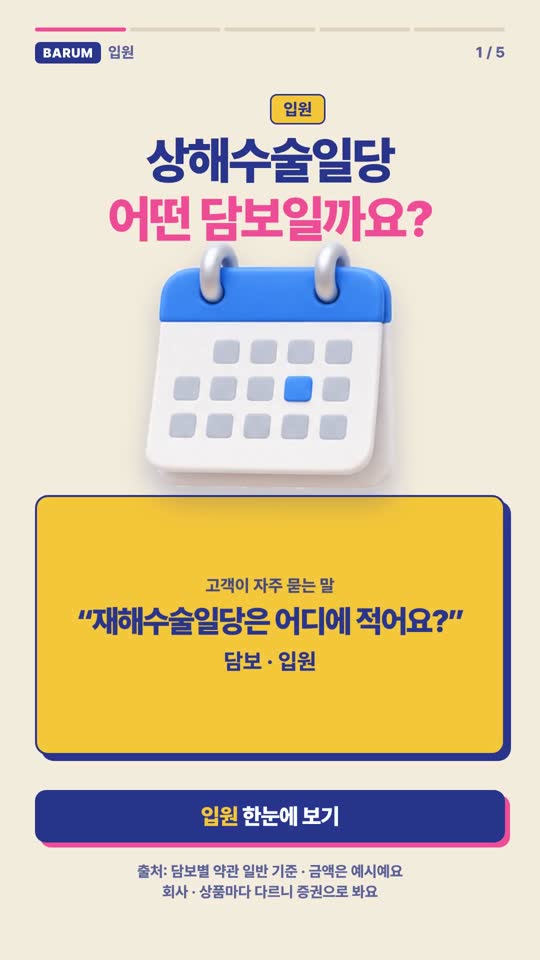 BARUM 입원
1 / 5
입원
상해수술일당
어떤 담보일까요?
고객이 자주 묻는 말
“재해수술일당은 어디에 적어요?”
담보 · 입원
입원 한눈에 보기
출처: 담보별 약관 일반 기준 · 금액은 예시예요
회사 · 상품마다 다르니 증권으로 봐요